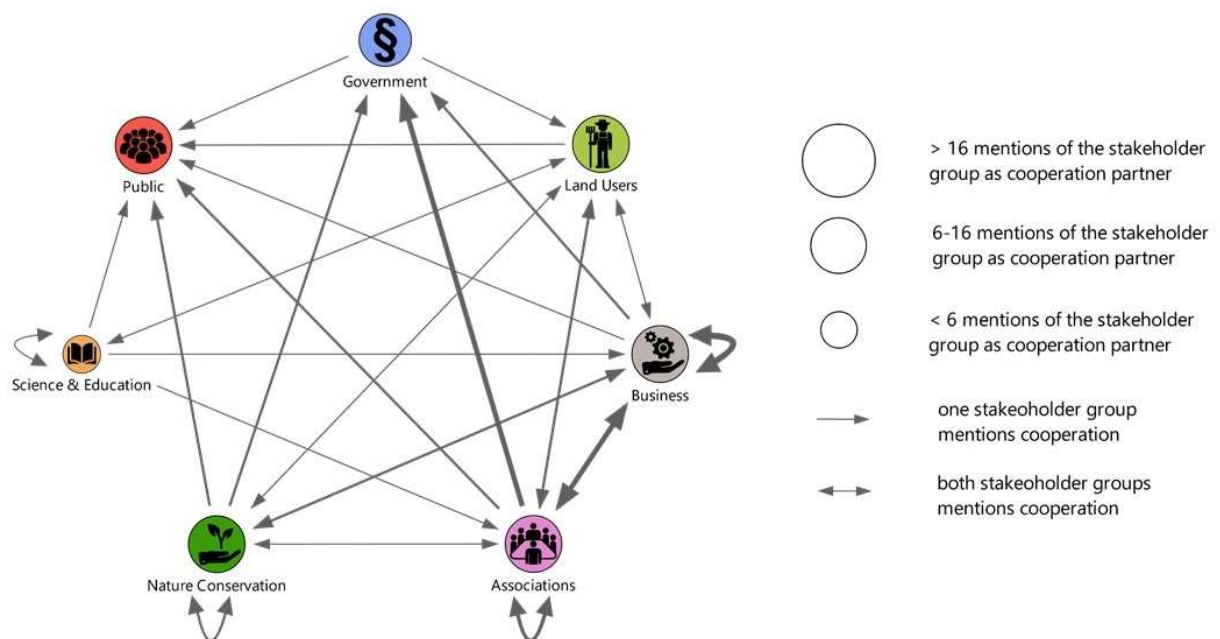 §
Government
Public
Land Users
Science & Education
Business
Nature Conservation
Associations
> 16 mentions of the stakeholder
group as cooperation partner
6-16 mentions of the stakeholder
group as cooperation partner
< 6 mentions of the stakeholder
group as cooperation partner
one stakeoholder group
mentions cooperation
both stakeoholder groups
mentions cooperation